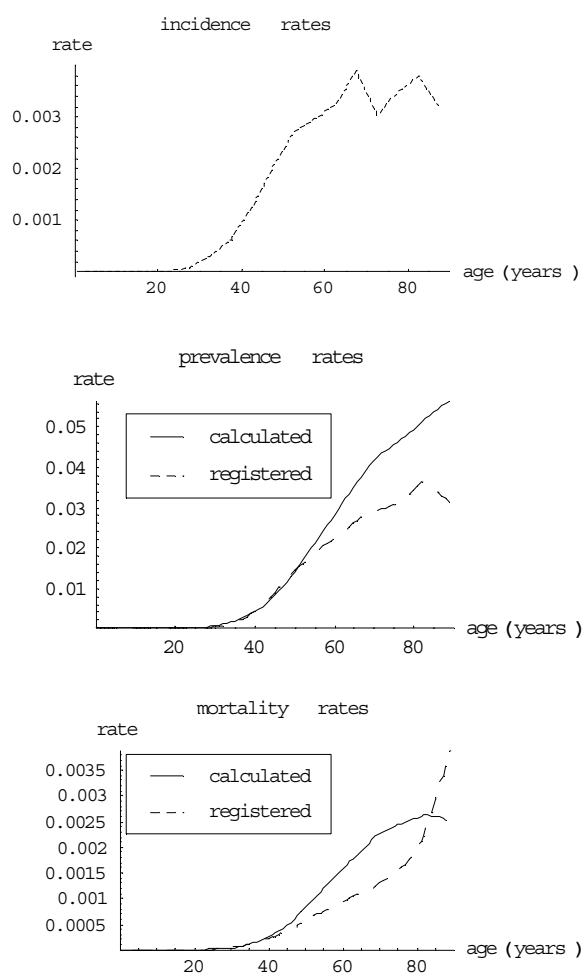 incidence rates
rate
0.003
0.002
0.001
20 40 60 80
age (years )
prevalence rates
rate
0.05
0.04
0.03
0.02
0.01
calculated
registered
20 40 60 80
age (years )
mortality rates
rate
0.0035
0.003
0.0025
0.002
0.0015
0.001
0.0005
calculated
registered
20 40 60 80
age (years )